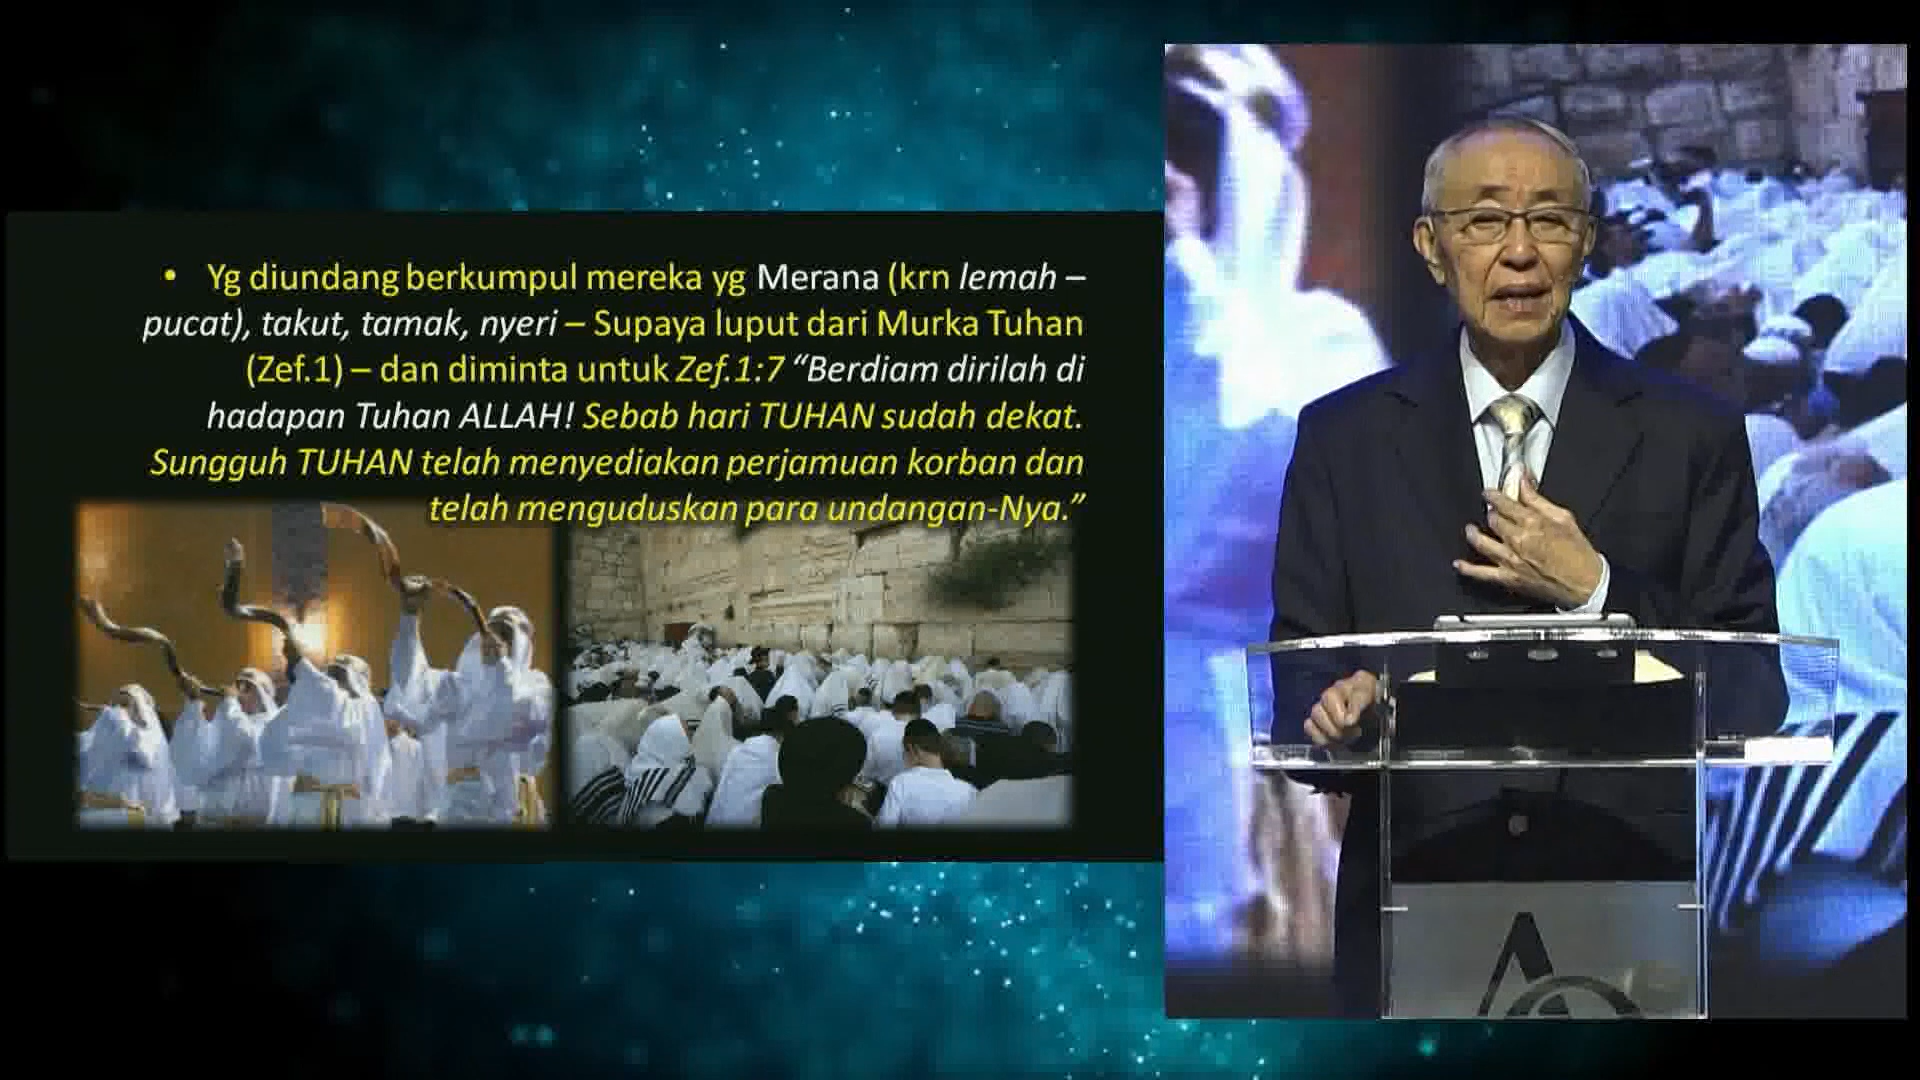 • Yg diundang berkumpul mereka yg Merana (krn lemah –
pucat), takut, tamak, nyeri – Supaya luput dari Murka Tuhan
(Zef.1) – dan diminta untuk Zef.1:7 “Berdiam dirilah di
hadapan Tuhan ALLAH! Sebab hari TUHAN sudah dekat.
Sungguh TUHAN telah menyediakan perjamuan korban dan
telah menguduskan para undangan-Nya.”